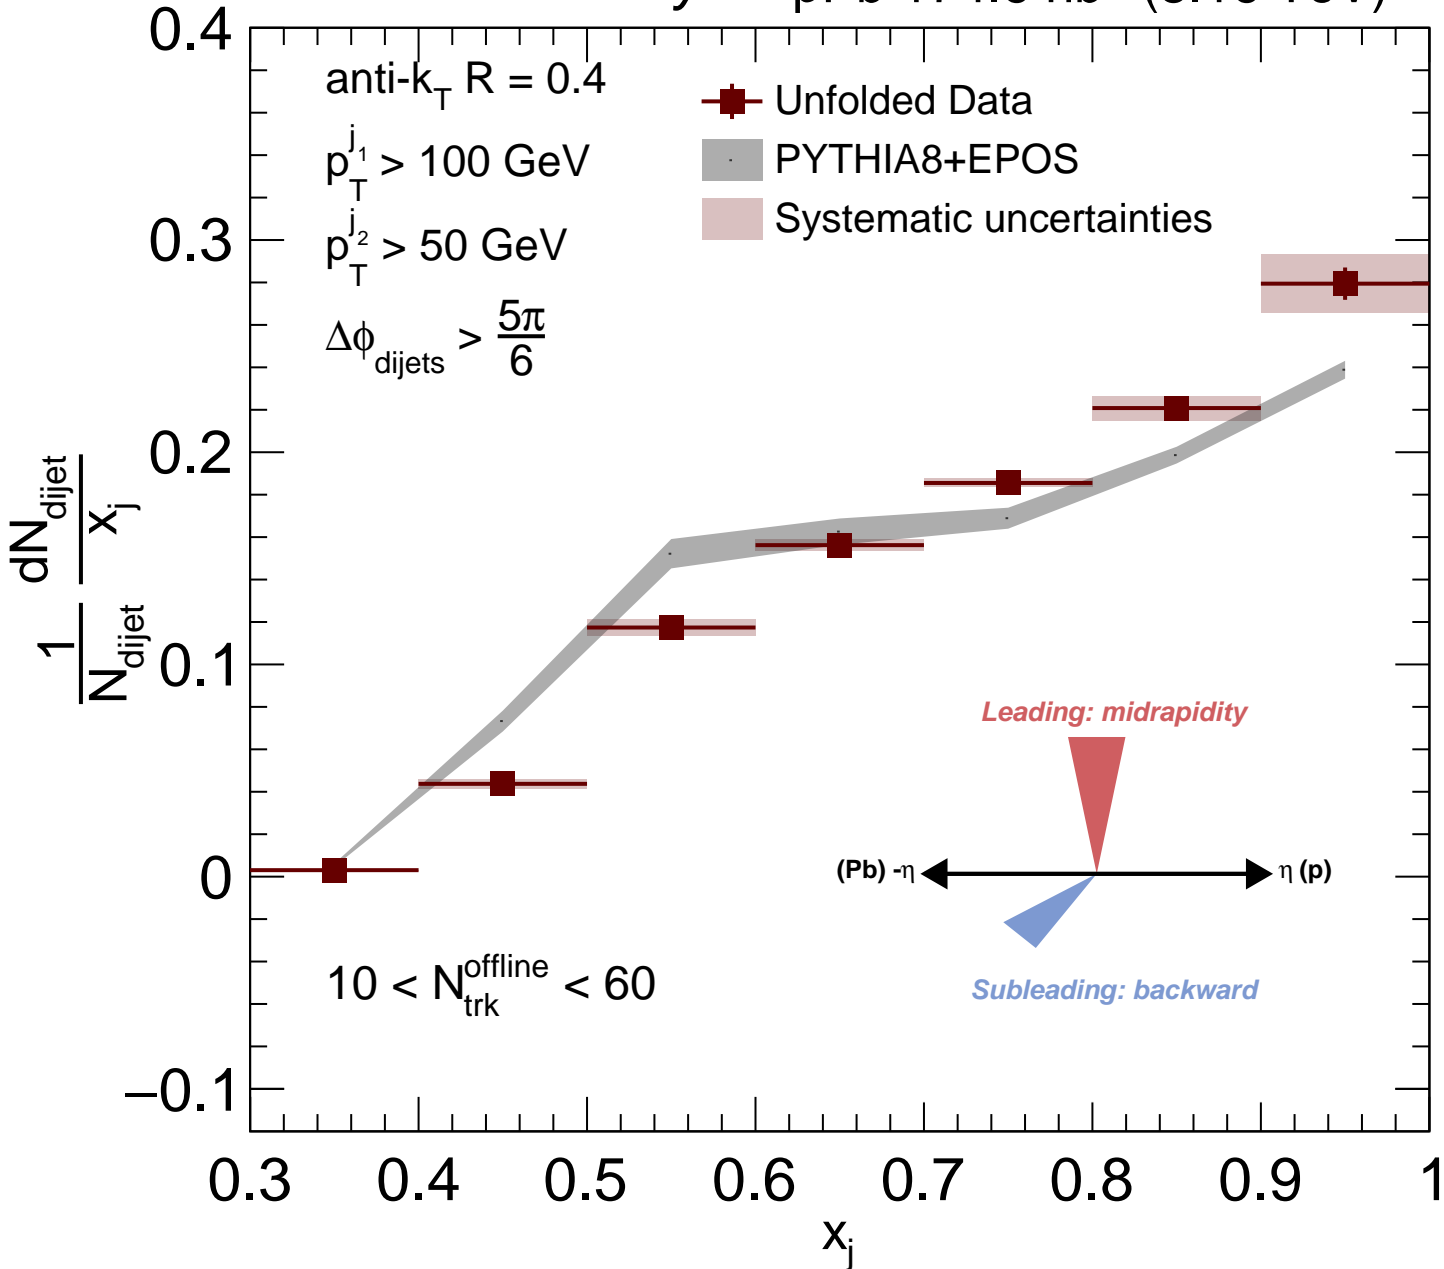 0.4
0.3
0.2
0.1
0
−0.1
0.3 0.4 0.5 0.6 0.7 0.8 0.9 1
x_j
1/N_dijet dN_dijet/x_j
anti-k_T R = 0.4
p_T^j₁ > 100 GeV
p_T^j₂ > 50 GeV
Δϕ_dijets > 5π/6
Unfolded Data
PYTHIA8+EPOS
Systematic uncertainties
Leading: midrapidity
(Pb) -η
η (p)
Subleading: backward
10 < N_trk^offline < 60